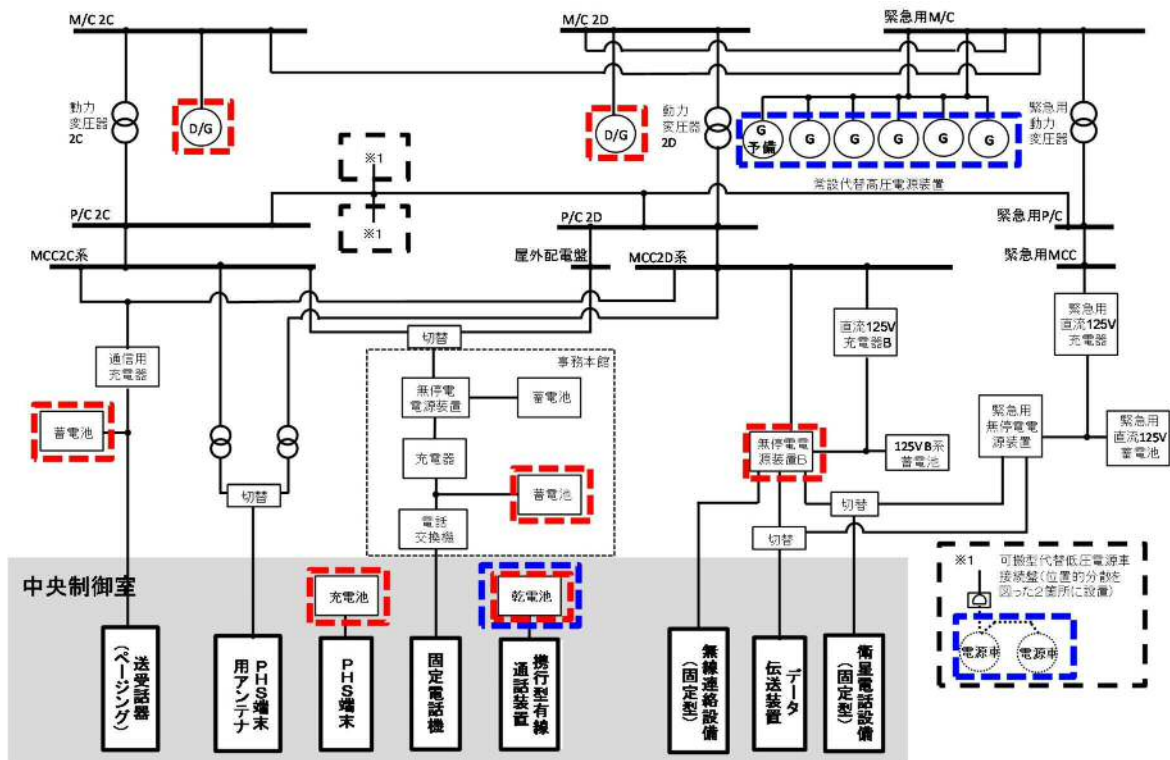 M/C 2C
M/C 2D
緊急用M/C
動力
変圧器
2C
D/G
D/G
動力
変圧器
2D
G
予備
G
G
G
G
G
緊急用
動力
変圧器
常設代替高圧電源装置
※1
※1
P/C 2C
P/C 2D
緊急用P/C
MCC2C系
屋外配電盤
MCC2D系
緊急用MCC
通信用
充電器
蓄電池
切替
切替
事務本館
無停電
電源装置
蓄電池
充電器
蓄電池
電話
交換機
直流125V
充電器B
無停電電
源装置B
125V B系
蓄電池
切替
切替
緊急用
直流125V
充電器
緊急用
無停電電
源装置
緊急用
直流125V
蓄電池
中央制御室
充電池
乾電池
送受話器
(ページング)
PHS端末
用アンテナ
PHS端末
固定電話機
携行型有線
通話装置
無線連絡設備
(固定型)
データ
伝送装置
衛星電話設備
(固定型)
※1 可搬型代替低圧電源車
接続盤(位置的分散を
図った2箇所に設置)
電源車
電源車